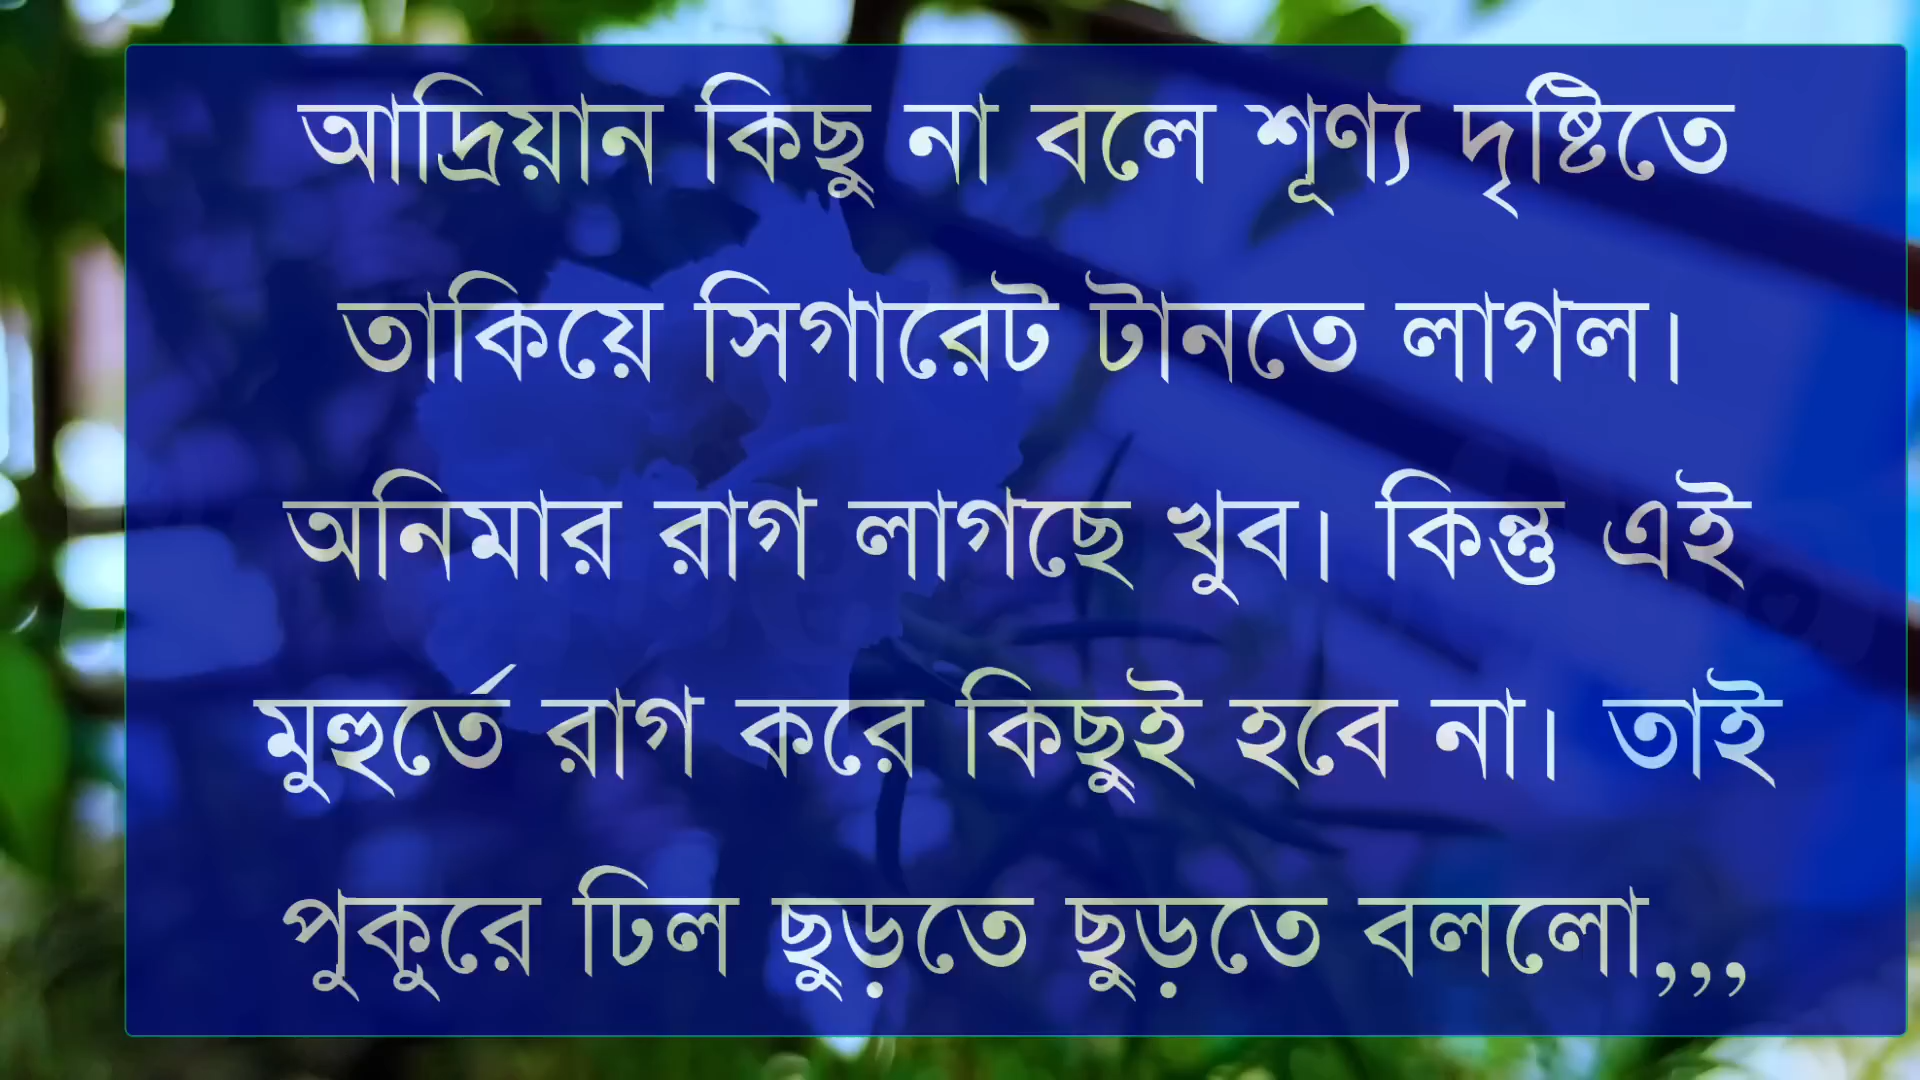 আদ্রিয়ান কিছু না বলে শূণ্য দৃষ্টিতে
তাকিয়ে সিগারেট টানতে লাগল।
অনিমার রাগ লাগছে খুব। কিন্তু এই
মুহুর্তে রাগ করে কিছুই হবে না। তাই
পুকুরে ঢিল ছুড়তে ছুড়তে বললো,,,